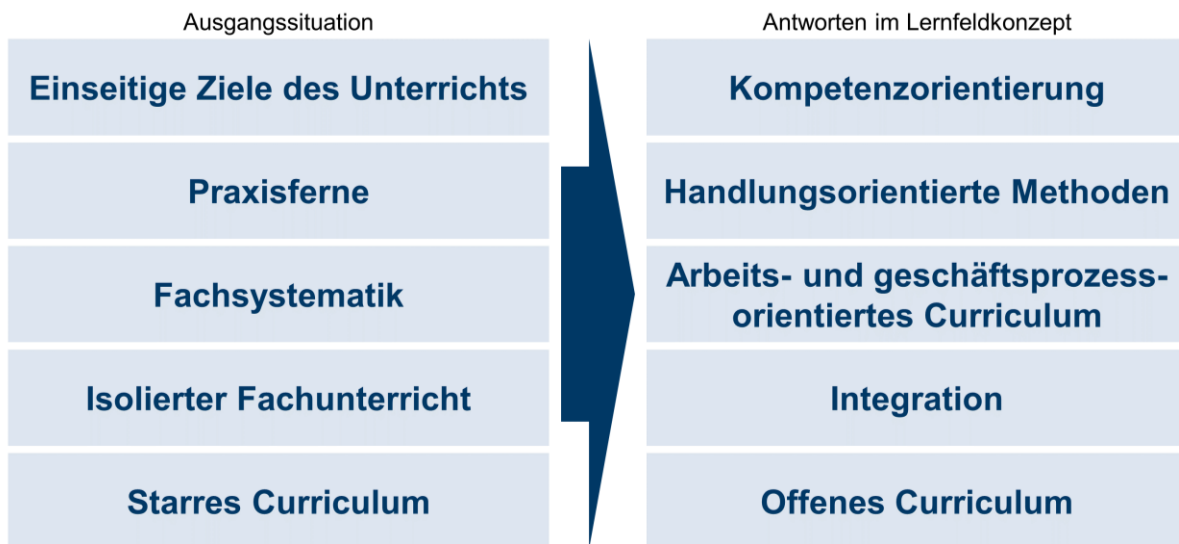 Ausgangssituation
Antworten im Lernfeldkonzept
Einseitige Ziele des Unterrichts
Kompetenzorientierung
Praxisferne
Handlungsorientierte Methoden
Fachsystematik
Arbeits- und geschäftsprozess-
orientiertes Curriculum
Isolierter Fachunterricht
Integration
Starres Curriculum
Offenes Curriculum